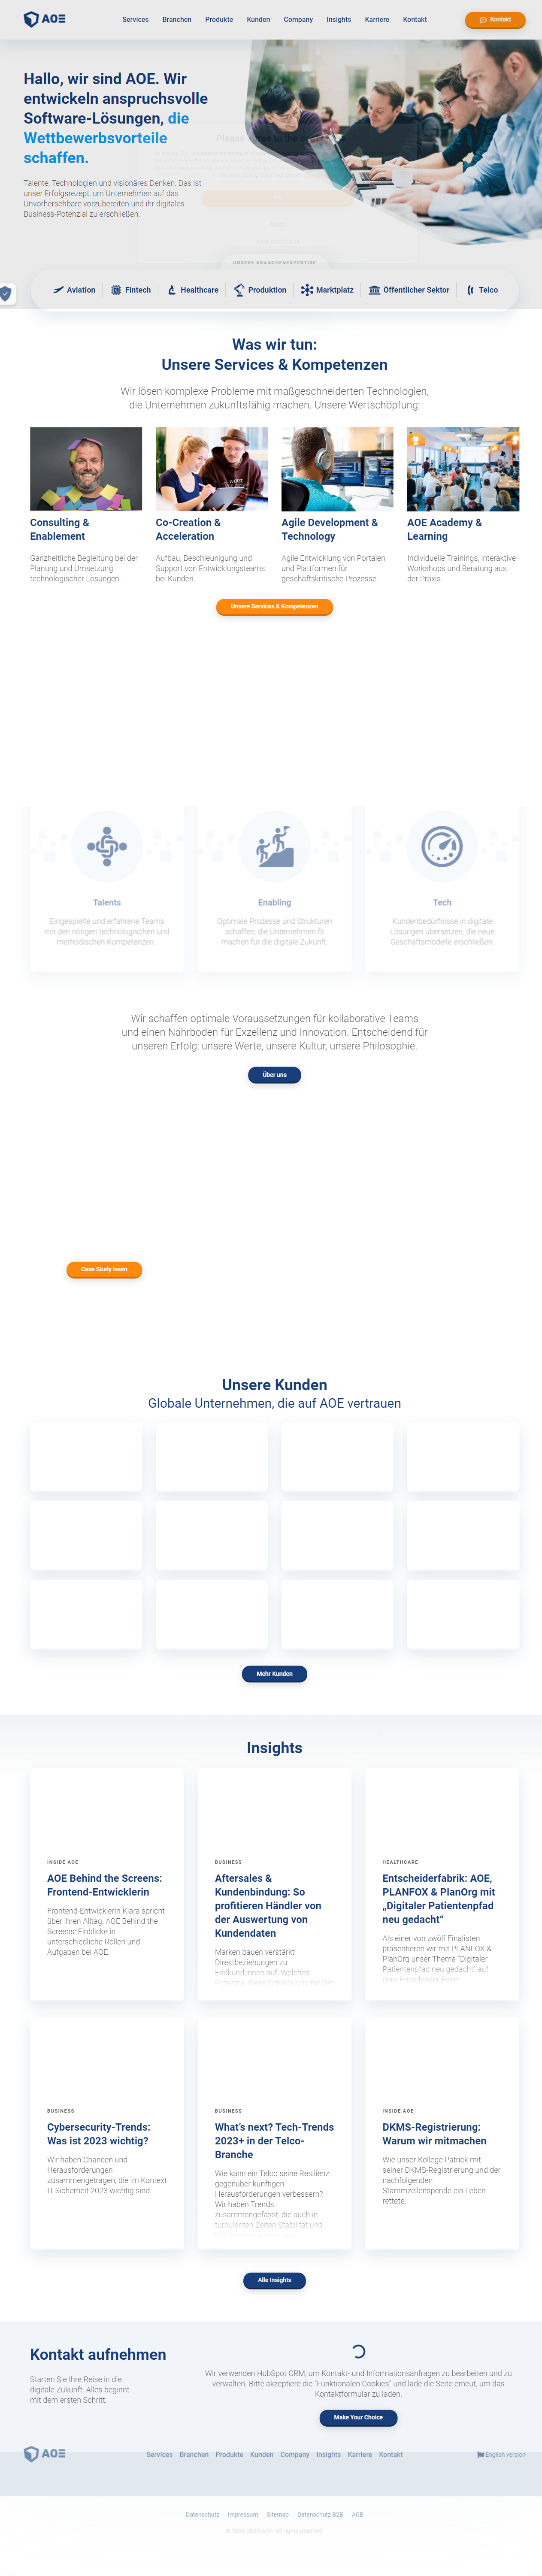 AOE
Services Branchen Produkte Kunden Company Insights Karriere Kontakt
Kontakt
Hallo, wir sind AOE. Wir
entwickeln anspruchsvolle
Software-Lösungen, die
Wettbewerbsvorteile
schaffen.
Talente, Technologien und visionäres Denken: Das ist
unser Erfolgsrezept, um Unternehmen auf das
Unvorhersehbare vorzubereiten und ihr digitales
Business-Potenzial zu erschließen.
UNSERE BRANCHENEXPERTISE
Aviation Fintech Healthcare Produktion Marktplatz Öffentlicher Sektor Telco
Was wir tun:
Unsere Services & Kompetenzen
Wir lösen komplexe Probleme mit maßgeschneiderten Technologien,
die Unternehmen zukunftsfähig machen. Unsere Wertschöpfung:
Consulting &
Enablement
Ganzheitliche Begleitung bei der
Planung und Umsetzung
technologischer Lösungen.
Co-Creation &
Acceleration
Aufbau, Beschleunigung und
Support von Entwicklungsteams
bei Kunden.
Agile Development &
Technology
Agile Entwicklung von Portalen
und Plattformen für
geschäftskritische Prozesse.
AOE Academy &
Learning
Individuelle Trainings, interaktive
Workshops und Beratung aus
der Praxis.
Unsere Services & Kompetenzen
Talents
Eingespielte und erfahrene Teams
mit den nötigen technologischen und
methodischen Kompetenzen.
Enabling
Optimale Prozesse und Strukturen
schaffen, die Unternehmen fit
machen für die digitale Zukunft.
Tech
Kundenbedürfnisse in digitale
Lösungen übersetzen, die neue
Geschäftsmodelle erschließen.
Wir schaffen optimale Voraussetzungen für kollaborative Teams
und einen Nährboden für Exzellenz und Innovation. Entscheidend für
unseren Erfolg: unsere Werte, unsere Kultur, unsere Philosophie.
Über uns
Case Study lesen
Unsere Kunden
Globale Unternehmen, die auf AOE vertrauen
Mehr Kunden
Insights
INSIDE AOE
AOE Behind the Screens:
Frontend-Entwicklerin
Frontend-Entwicklerin Klara spricht
über ihren Alltag. AOE Behind the
Screens: Einblicke in
unterschiedliche Rollen und
Aufgaben bei AOE.
BUSINESS
Aftersales &
Kundenbindung: So
profitieren Händler von
der Auswertung von
Kundendaten
Marken bauen verstärkt
Direktbeziehungen zu
Endkund:innen auf. Welches
Potenzial diese Entwicklung für den
HEALTHCARE
Entscheiderfabrik: AOE,
PLANFOX & PlanOrg mit
„Digitaler Patientenpfad
neu gedacht“
Als einer von zwölf Finalisten
präsentieren wir mit PLANFOX &
PlanOrg unser Thema "Digitaler
Patientenpfad neu gedacht" auf
dem Entscheider-Event
BUSINESS
Cybersecurity-Trends:
Was ist 2023 wichtig?
Wir haben Chancen und
Herausforderungen
zusammengetragen, die im Kontext
IT-Sicherheit 2023 wichtig sind.
BUSINESS
What’s next? Tech-Trends
2023+ in der Telco-
Branche
Wie kann ein Telco seine Resilienz
gegenüber künftigen
Herausforderungen verbessern?
Wir haben Trends
zusammengefasst, die auch in
turbulenten Zeiten Stabilität und
INSIDE AOE
DKMS-Registrierung:
Warum wir mitmachen
Wie unser Kollege Patrick mit
seiner DKMS-Registrierung und der
nachfolgenden
Stammzellenspende ein Leben
rettete.
Alle Insights
Kontakt aufnehmen
Starten Sie Ihre Reise in die
digitale Zukunft. Alles beginnt
mit dem ersten Schritt.
Wir verwenden HubSpot CRM, um Kontakt- und Informationsanfragen zu bearbeiten und zu
verwalten. Bitte akzeptiere die "Funktionalen Cookies" und lade die Seite erneut, um das
Kontaktformular zu laden.
Make Your Choice
AOE
Services Branchen Produkte Kunden Company Insights Karriere Kontakt
English version
Datenschutz Impressum Sitemap Datenschutz B2B AGB
© 1999-2023 AOE. All rights reserved.